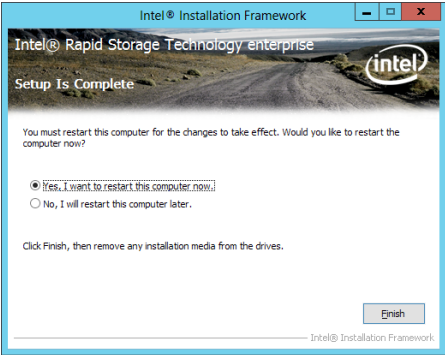 Intel® Installation Framework
Intel® Rapid Storage Technology enterprise
intel
Setup Is Complete
You must restart this computer for the changes to take effect. Would you like to restart the
computer now?
Yes, I want to restart this computer now.
No, I will restart this computer later.
Click Finish, then remove any installation media from the drives.
Finish
Intel® Installation Framework